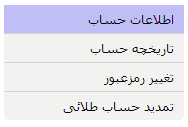 اطلاعات حساب
تاریخچه حساب
تغییر رمزعبور
تمدید حساب طلائی